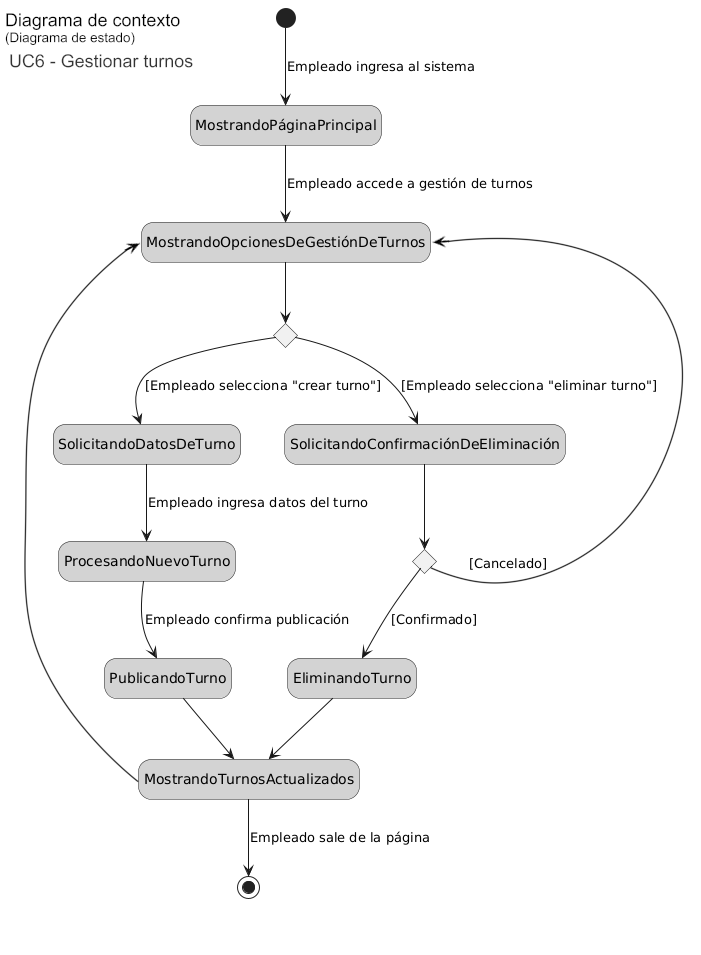 Diagrama de contexto
(Diagrama de estado)
UC6 - Gestionar turnos
Empleado ingresa al sistema
MostrandoPáginaPrincipal
Empleado accede a gestión de turnos
MostrandoOpcionesDeGestiónDeTurnos
[Empleado selecciona "crear turno"]
[Empleado selecciona "eliminar turno"]
SolicitandoDatosDeTurno
SolicitandoConfirmaciónDeEliminación
Empleado ingresa datos del turno
ProcesandoNuevoTurno
[Cancelado]
Empleado confirma publicación
[Confirmado]
PublicandoTurno
EliminandoTurno
MostrandoTurnosActualizados
Empleado sale de la página